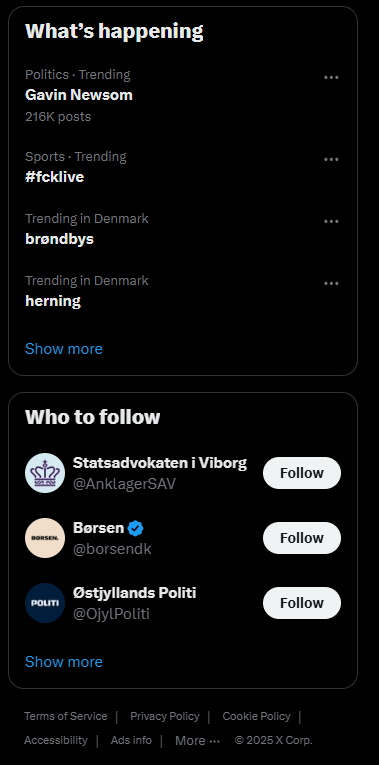 What’s happening
Politics · Trending
Gavin Newsom
216K posts
Sports · Trending
#fcklive
Trending in Denmark
brøndbys
Trending in Denmark
herning
Show more
Who to follow
Statsadvokaten i Viborg
@AnklagerSAV
Follow
BØRSEN.
Børsen
@borsendk
Follow
POLITI
Østjyllands Politi
@OjylPoliti
Follow
Show more
Terms of Service | Privacy Policy | Cookie Policy |
Accessibility | Ads info | More ··· © 2025 X Corp.